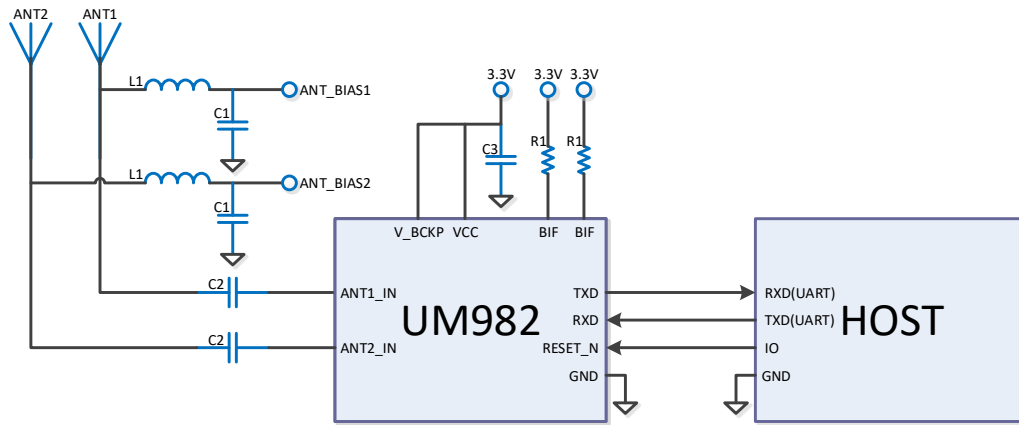 ANT2 ANT1
3.3V 3.3V 3.3V
L1 ANT_BIAS1
C1
R1 R1
C3
L1 ANT_BIAS2
C1
V_BCKP VCC BIF BIF
C2
ANT1_IN TXD RXD(UART)
UM982 HOST
RXD TXD(UART)
C2
ANT2_IN RESET_N IO
GND GND